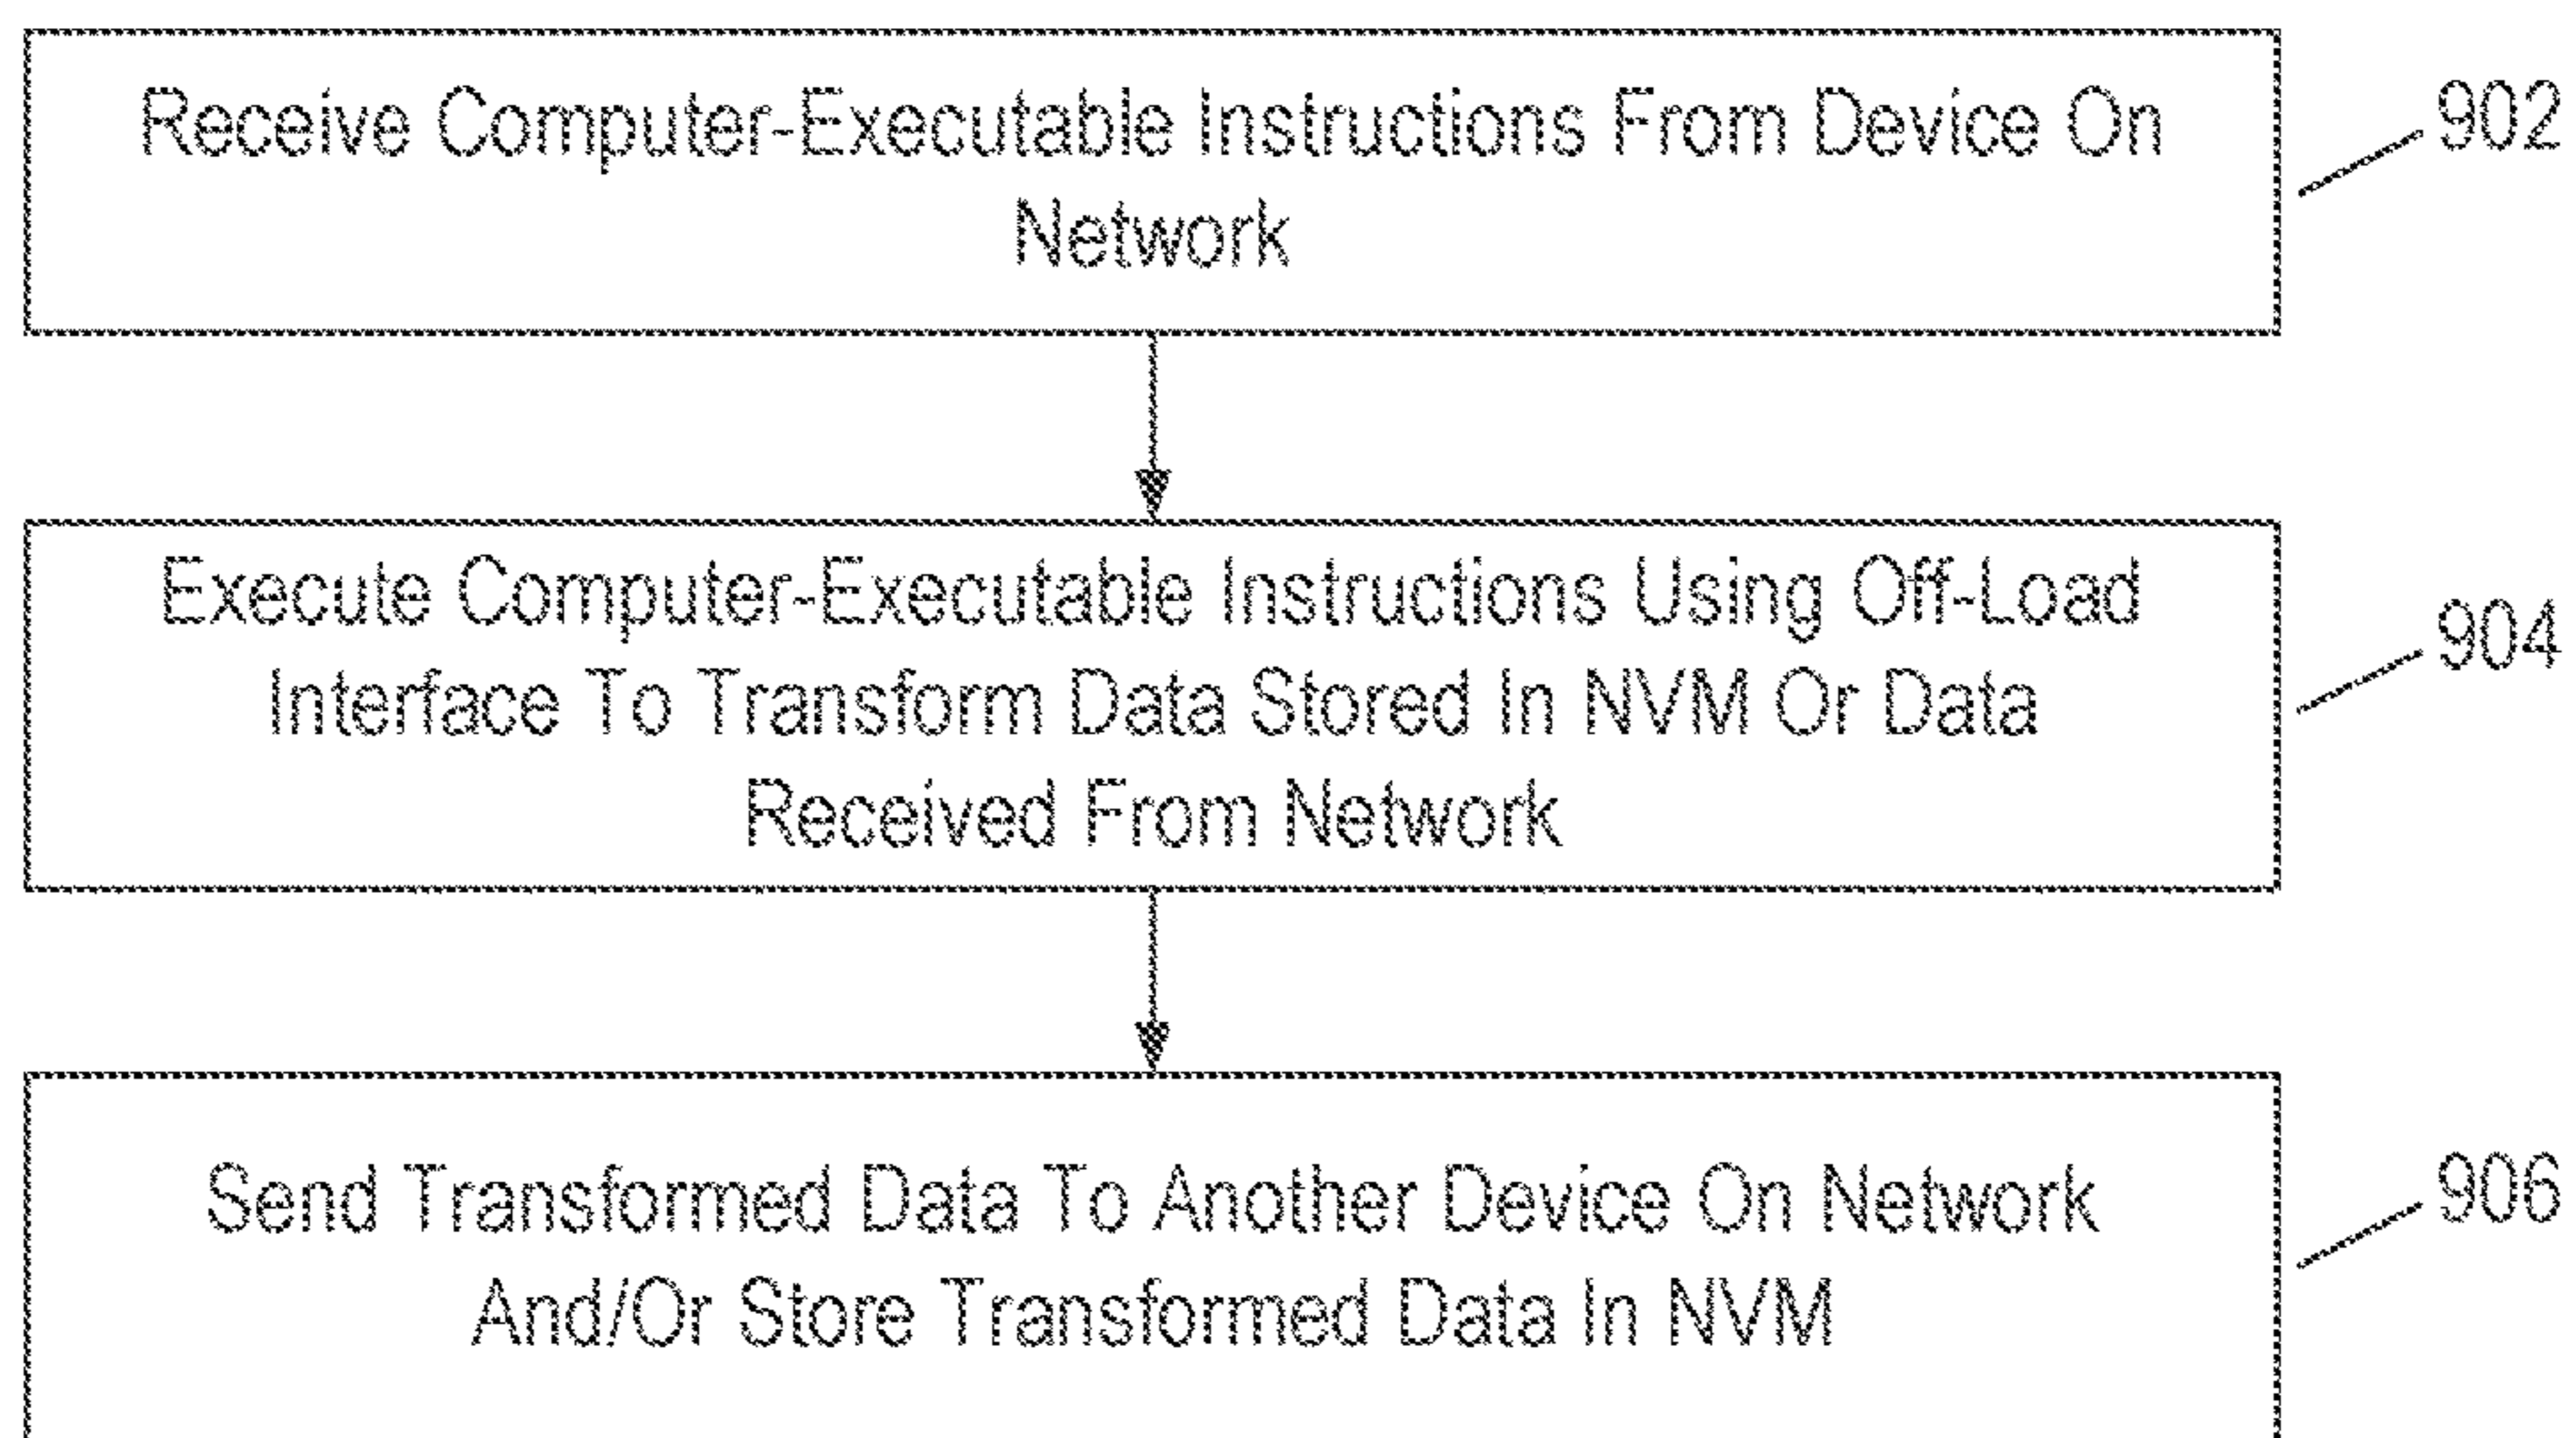 Receive Computer-Executable Instructions From Device On
Network
902
Execute Computer-Executable Instructions Using Off-Load
Interface To Transform Data Stored In NVM Or Data
Received From Network
904
Send Transformed Data To Another Device On Network
And/Or Store Transformed Data In NVM
906